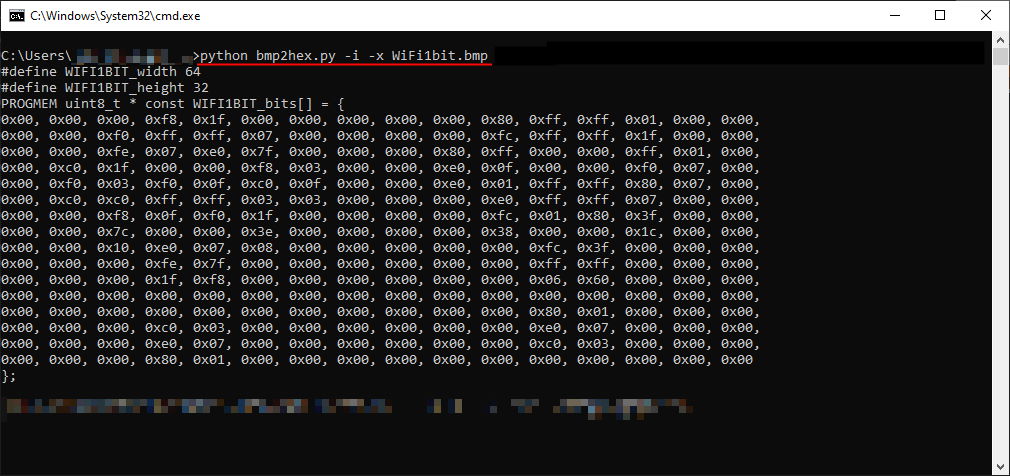 C:\Windows\System32\cmd.exe
C:\Users\ >python bmp2hex.py -i -x WiFi1bit.bmp
#define WIFI1BIT_width 64
#define WIFI1BIT_height 32
PROGMEM uint8_t * const WIFI1BIT_bits[] = {
0x00, 0x00, 0x00, 0xf8, 0x1f, 0x00, 0x00, 0x00, 0x00, 0x00, 0x80, 0xff, 0xff, 0x01, 0x00, 0x00,
0x00, 0x00, 0xf0, 0xff, 0xff, 0x07, 0x00, 0x00, 0x00, 0x00, 0xfc, 0xff, 0xff, 0x1f, 0x00, 0x00,
0x00, 0x00, 0xfe, 0x07, 0xe0, 0x7f, 0x00, 0x00, 0x00, 0x80, 0xff, 0x00, 0x00, 0xff, 0x01, 0x00,
0x00, 0xc0, 0x1f, 0x00, 0x00, 0xf8, 0x03, 0x00, 0x00, 0xe0, 0x0f, 0x00, 0x00, 0xf0, 0x07, 0x00,
0x00, 0xf0, 0x03, 0xf0, 0x0f, 0xc0, 0x0f, 0x00, 0x00, 0xe0, 0x01, 0xff, 0xff, 0x80, 0x07, 0x00,
0x00, 0xc0, 0xc0, 0xff, 0xff, 0x03, 0x03, 0x00, 0x00, 0x00, 0xe0, 0xff, 0xff, 0x07, 0x00, 0x00,
0x00, 0x00, 0xf8, 0x0f, 0xf0, 0x1f, 0x00, 0x00, 0x00, 0x00, 0xfc, 0x01, 0x80, 0x3f, 0x00, 0x00,
0x00, 0x00, 0x7c, 0x00, 0x00, 0x3e, 0x00, 0x00, 0x00, 0x00, 0x38, 0x00, 0x00, 0x1c, 0x00, 0x00,
0x00, 0x00, 0x10, 0xe0, 0x07, 0x08, 0x00, 0x00, 0x00, 0x00, 0x00, 0xfc, 0x3f, 0x00, 0x00, 0x00,
0x00, 0x00, 0x00, 0xfe, 0x7f, 0x00, 0x00, 0x00, 0x00, 0x00, 0x00, 0xff, 0xff, 0x00, 0x00, 0x00,
0x00, 0x00, 0x00, 0x1f, 0xf8, 0x00, 0x00, 0x00, 0x00, 0x00, 0x00, 0x06, 0x60, 0x00, 0x00, 0x00,
0x00, 0x00, 0x00, 0x00, 0x00, 0x00, 0x00, 0x00, 0x00, 0x00, 0x00, 0x00, 0x00, 0x00, 0x00, 0x00,
0x00, 0x00, 0x00, 0x00, 0x00, 0x00, 0x00, 0x00, 0x00, 0x00, 0x00, 0x80, 0x01, 0x00, 0x00, 0x00,
0x00, 0x00, 0x00, 0xc0, 0x03, 0x00, 0x00, 0x00, 0x00, 0x00, 0x00, 0xe0, 0x07, 0x00, 0x00, 0x00,
0x00, 0x00, 0x00, 0xe0, 0x07, 0x00, 0x00, 0x00, 0x00, 0x00, 0x00, 0xc0, 0x03, 0x00, 0x00, 0x00,
0x00, 0x00, 0x00, 0x80, 0x01, 0x00, 0x00, 0x00, 0x00, 0x00, 0x00, 0x00, 0x00, 0x00, 0x00, 0x00
};